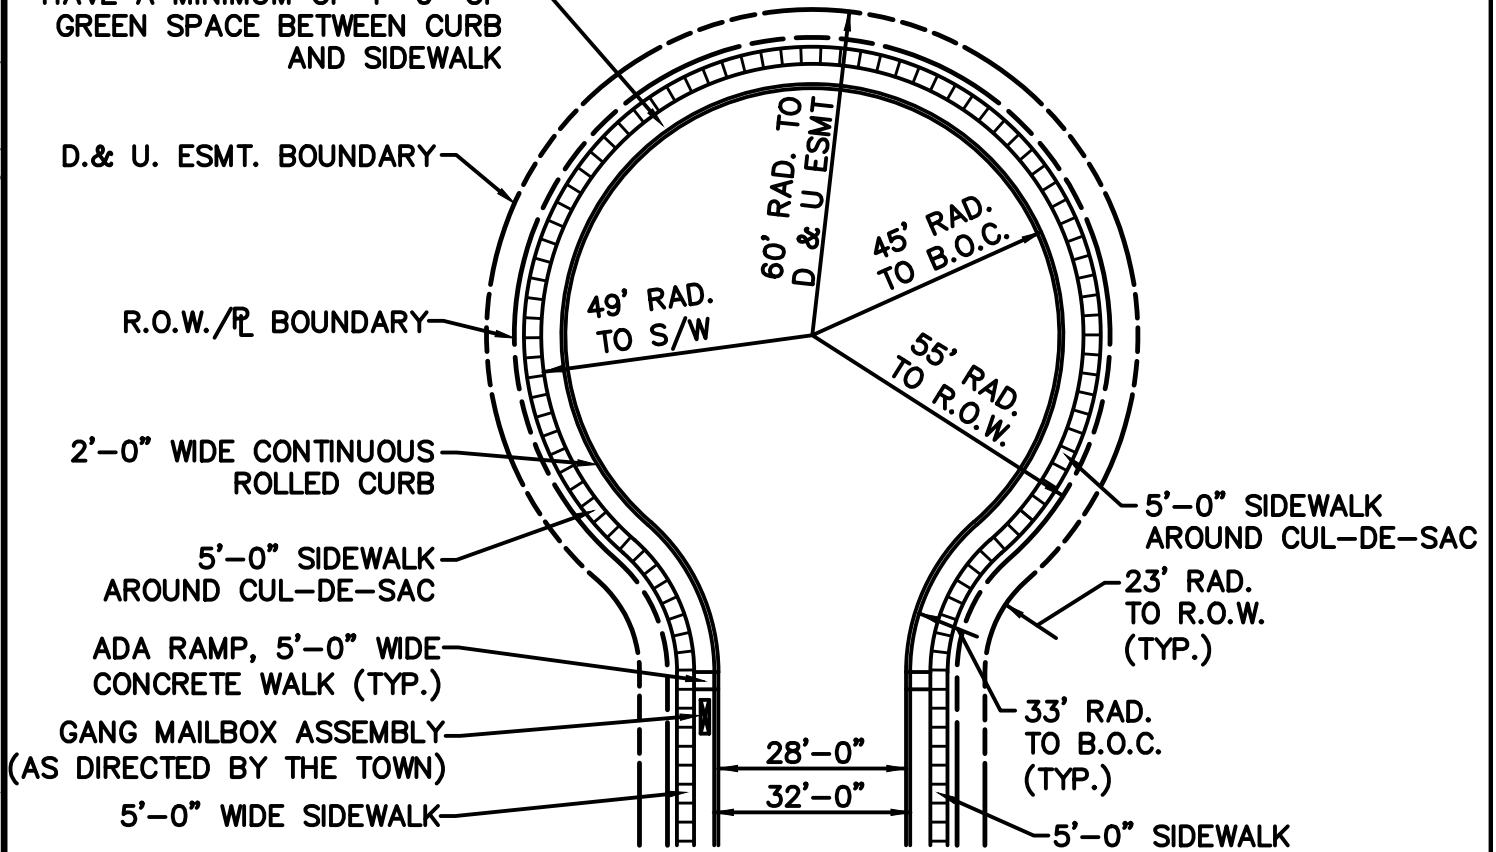 GREEN SPACE BETWEEN CURB
AND SIDEWALK
D.& U. ESMT. BOUNDARY
R.O.W./PL BOUNDARY
2'-0" WIDE CONTINUOUS
ROLLED CURB
5'-0" SIDEWALK
AROUND CUL-DE-SAC
ADA RAMP, 5'-0" WIDE
CONCRETE WALK (TYP.)
GANG MAILBOX ASSEMBLY
(AS DIRECTED BY THE TOWN)
5'-0" WIDE SIDEWALK
60' RAD. TO
D & U ESMT
45' RAD.
TO B.O.C.
49' RAD.
TO S/W
55' RAD.
TO R.O.W.
5'-0" SIDEWALK
AROUND CUL-DE-SAC
23' RAD.
TO R.O.W.
(TYP.)
33' RAD.
TO B.O.C.
(TYP.)
28'-0"
32'-0"
5'-0" SIDEWALK